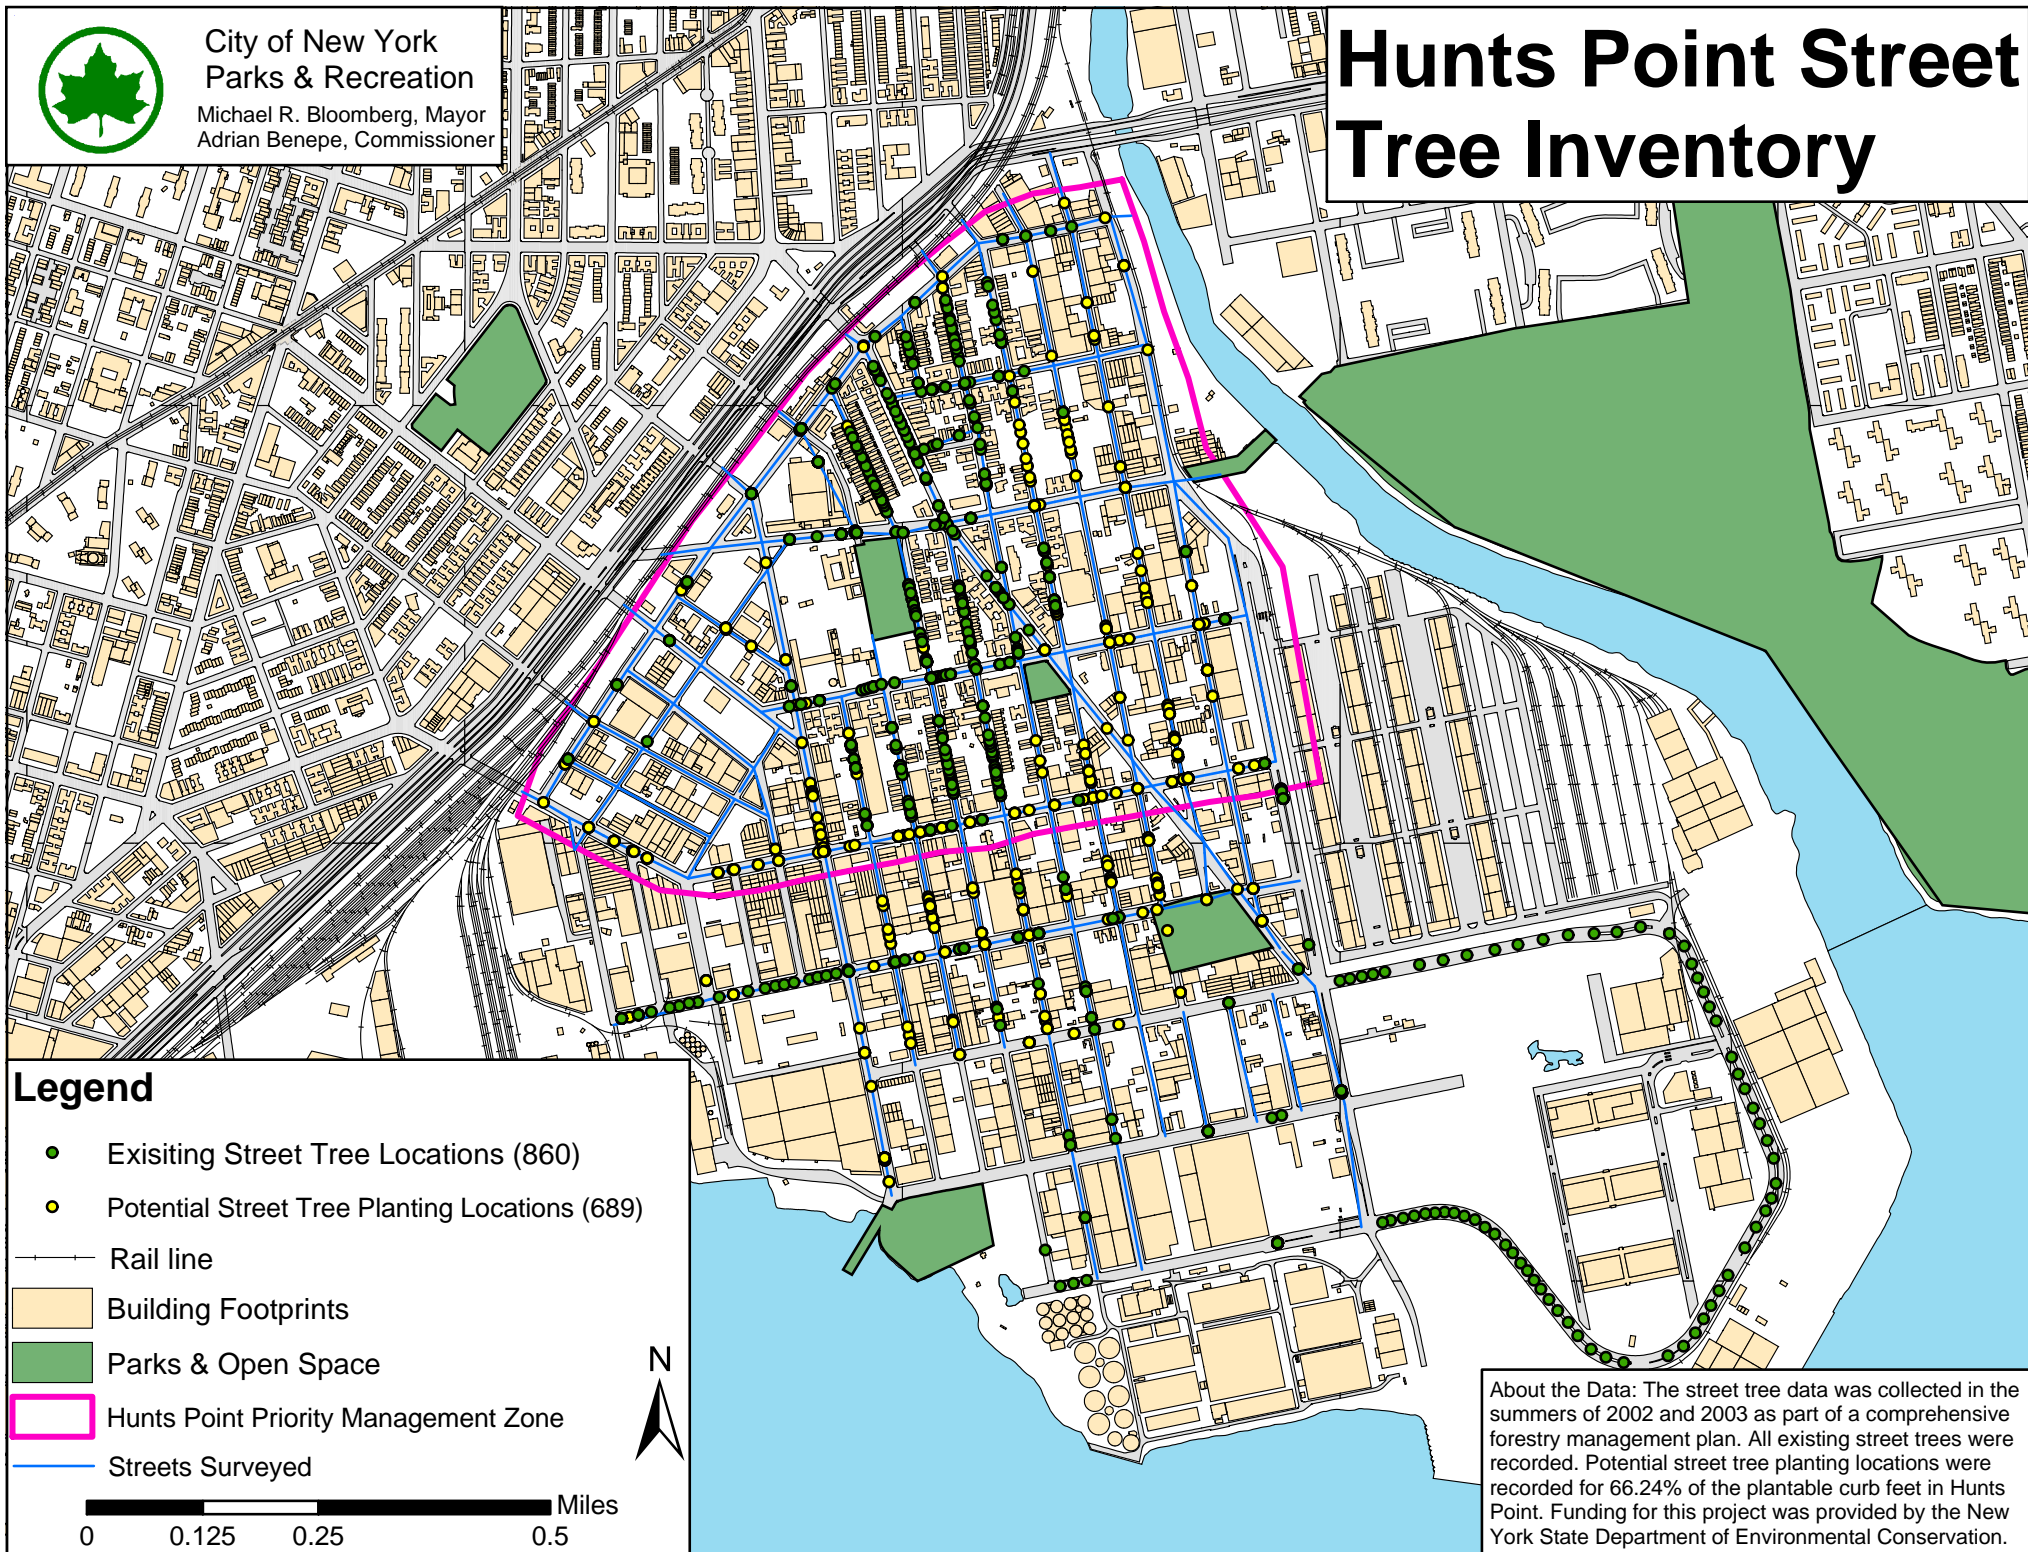 City of New York
Parks & Recreation
Michael R. Bloomberg, Mayor
Adrian Benepe, Commissioner
Hunts Point Street
Tree Inventory
Legend
Exisiting Street Tree Locations (860)
Potential Street Tree Planting Locations (689)
Rail line
Building Footprints
Parks & Open Space
Hunts Point Priority Management Zone
Streets Surveyed
N
Miles
0 0.125 0.25 0.5
About the Data: The street tree data was collected in the
summers of 2002 and 2003 as part of a comprehensive
forestry management plan. All existing street trees were
recorded. Potential street tree planting locations were
recorded for 66.24% of the plantable curb feet in Hunts
Point. Funding for this project was provided by the New
York State Department of Environmental Conservation.